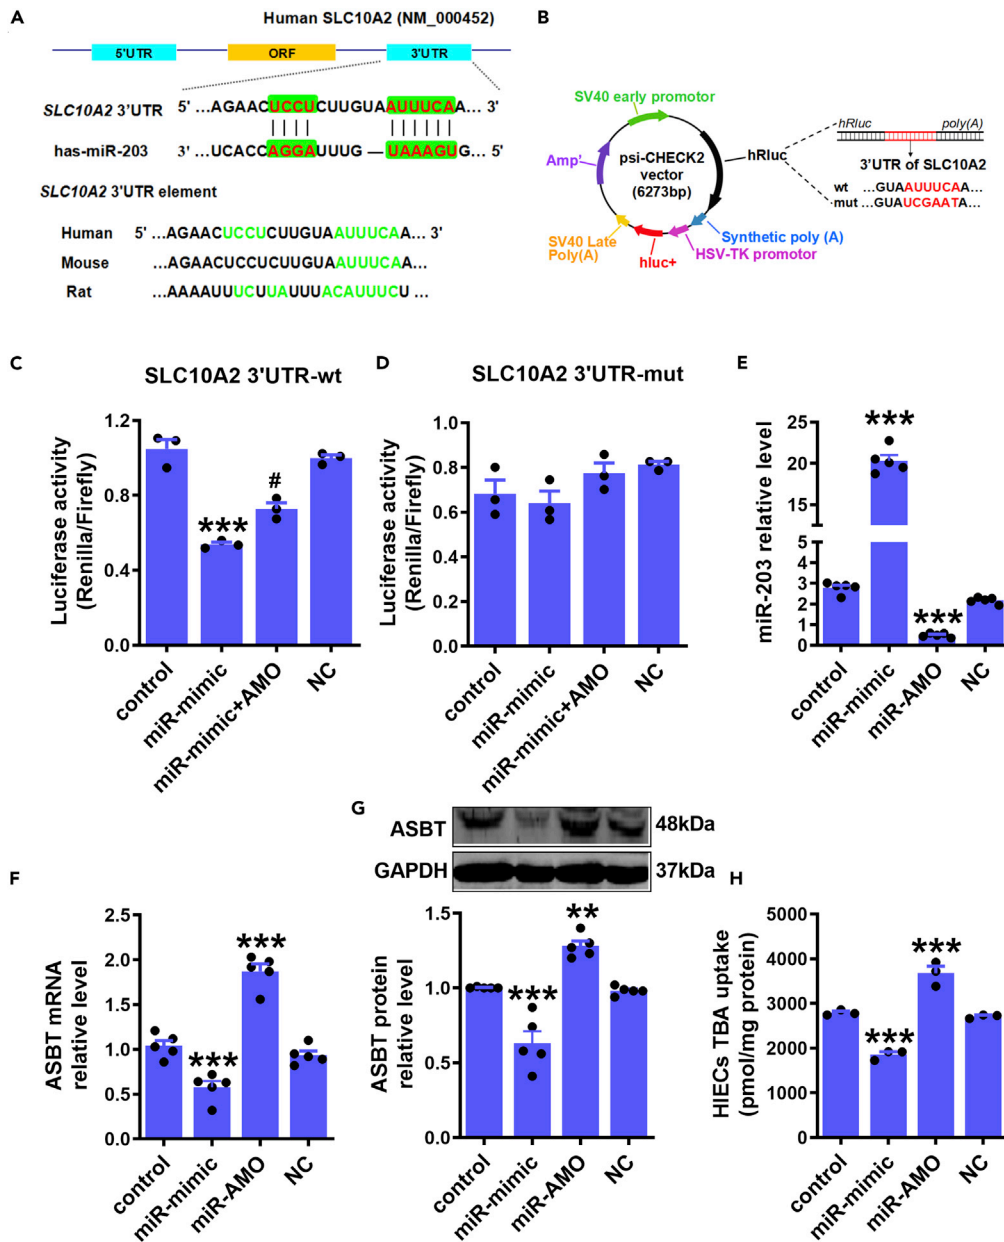 A
Human SLC10A2 (NM_000452)
5'UTR ORF 3'UTR
SLC10A2 3'UTR 5' ...AGAACUCCUCUUGUAAUUUCAA... 3'
has-miR-203 3' ...UCACCAGGAUUUG —UAAAGUG... 5'
SLC10A2 3'UTR element
Human 5' ...AGAACUCCUCUUGUAAUUUCAA... 3'
Mouse ...AGAACUCCUCUUGUAAUUUCAA...
Rat ...AAAAUUUCUUAUUUACAUUUCU ...
B
SV40 early promotor
Amp'
psi-CHECK2
vector
(6273bp)
hRluc
SV40 Late
Poly(A)
hluc+
HSV-TK promotor
Synthetic poly (A)
hRluc poly(A)
3'UTR of SLC10A2
wt ...GUAAUUUCAA...
mut ...GUAUCGAATA...
C
SLC10A2 3'UTR-wt
Luciferase activity
(Renilla/Firefly)
1.2
0.8
0.4
0.0
***
#
control
miR-mimic
miR-mimic+AMO
NC
D
SLC10A2 3'UTR-mut
Luciferase activity
(Renilla/Firefly)
1.0
0.8
0.6
0.4
0.2
0.0
control
miR-mimic
miR-mimic+AMO
NC
E
miR-203 relative level
25
20
15
5
4
3
2
1
0
***
***
control
miR-mimic
miR-AMO
NC
F
ASBT mRNA
relative level
2.5
2.0
1.5
1.0
0.5
0.0
***
***
control
miR-mimic
miR-AMO
NC
G
ASBT 48kDa
GAPDH 37kDa
ASBT protein
relative level
1.5
1.0
0.5
0.0
***
**
control
miR-mimic
miR-AMO
NC
H
HIECs TBA uptake
(pmol/mg protein)
5000
4000
3000
2000
1000
0
***
***
control
miR-mimic
miR-AMO
NC